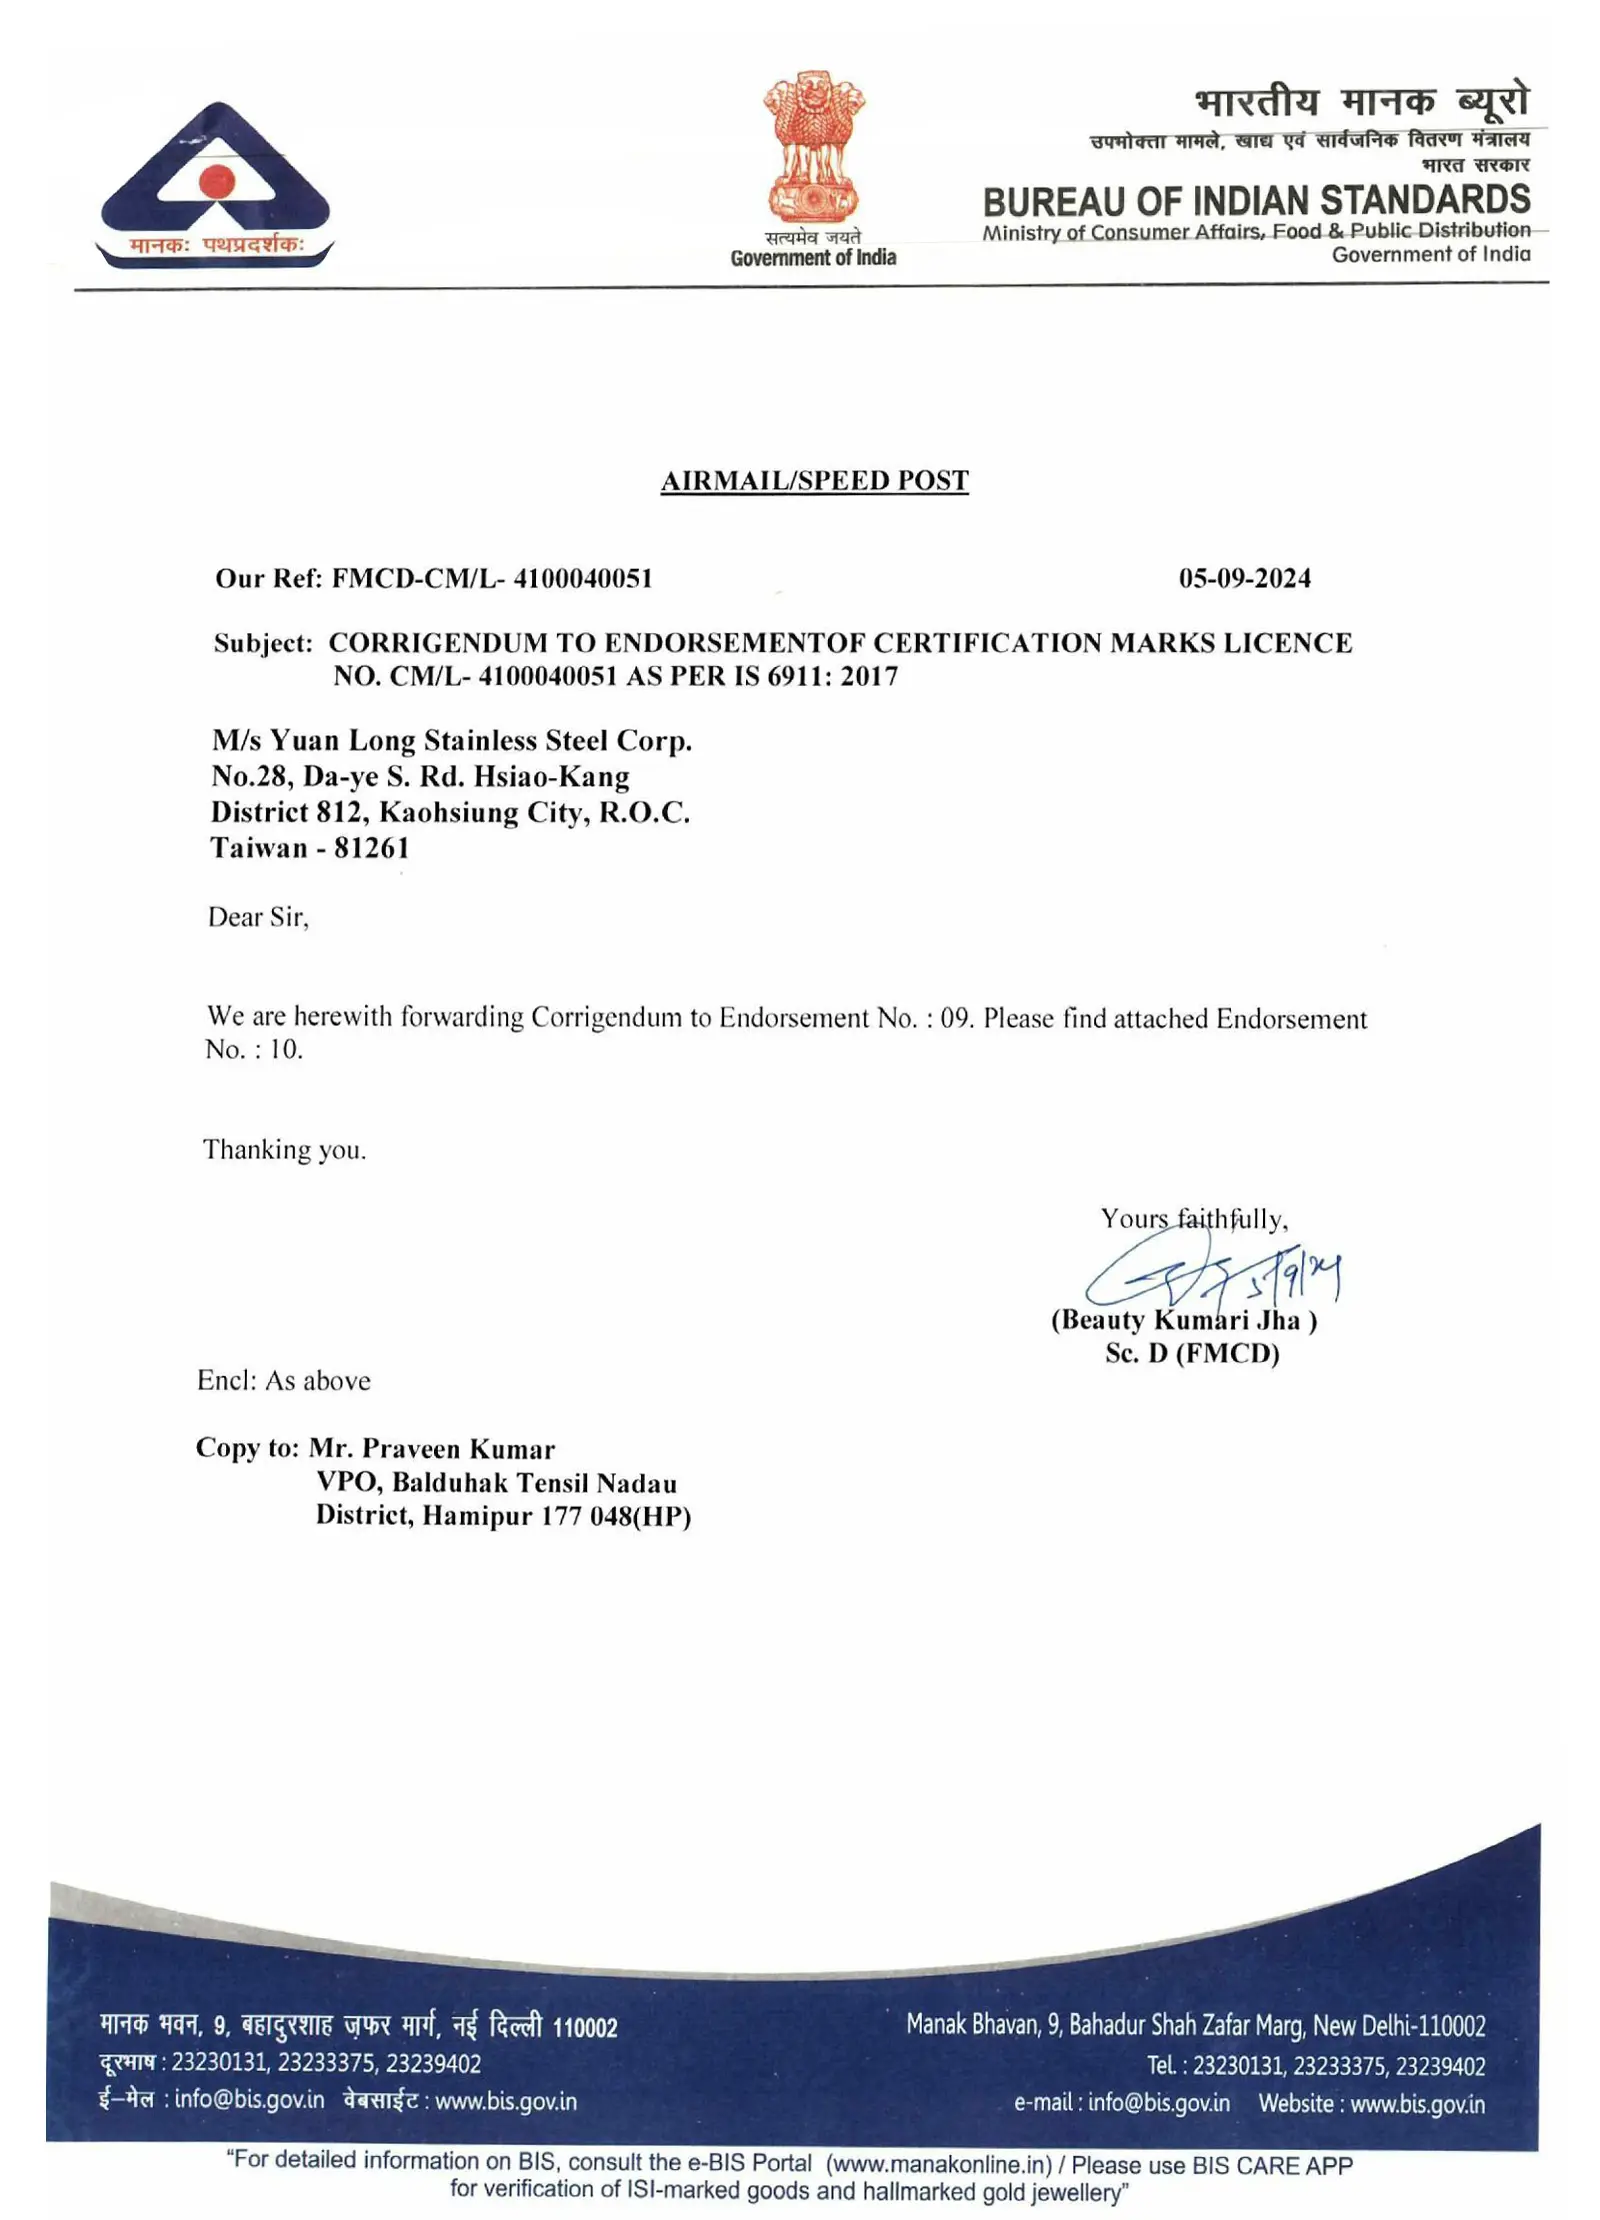 मानकः पथप्रदर्शकः
सत्यमेव जयते
Government of India
भारतीय मानक ब्यूरो
उपभोक्ता मामले, खाद्य एवं सार्वजनिक वितरण मंत्रालय
भारत सरकार
BUREAU OF INDIAN STANDARDS
Ministry of Consumer Affairs, Food & Public Distribution
Government of India
AIRMAIL/SPEED POST
Our Ref: FMCD-CM/L- 4100040051 05-09-2024
Subject: CORRIGENDUM TO ENDORSEMENTOF CERTIFICATION MARKS LICENCE
NO. CM/L- 4100040051 AS PER IS 6911: 2017
M/s Yuan Long Stainless Steel Corp.
No.28, Da-ye S. Rd. Hsiao-Kang
District 812, Kaohsiung City, R.O.C.
Taiwan - 81261
Dear Sir,
We are herewith forwarding Corrigendum to Endorsement No. : 09. Please find attached Endorsement
No. : 10.
Thanking you.
Yours faithfully,
5/9/24
(Beauty Kumari Jha )
Sc. D (FMCD)
Encl: As above
Copy to: Mr. Praveen Kumar
VPO, Balduhak Tensil Nadau
District, Hamipur 177 048(HP)
मानक भवन, 9, बहादुरशाह ज़फर मार्ग, नई दिल्ली 110002
दूरभाष : 23230131, 23233375, 23239402
ई–मेल : info@bis.gov.in वेबसाईट : www.bis.gov.in
Manak Bhavan, 9, Bahadur Shah Zafar Marg, New Delhi-110002
Tel. : 23230131, 23233375, 23239402
e-mail : info@bis.gov.in Website : www.bis.gov.in
“For detailed information on BIS, consult the e-BIS Portal (www.manakonline.in) / Please use BIS CARE APP
for verification of ISI-marked goods and hallmarked gold jewellery”